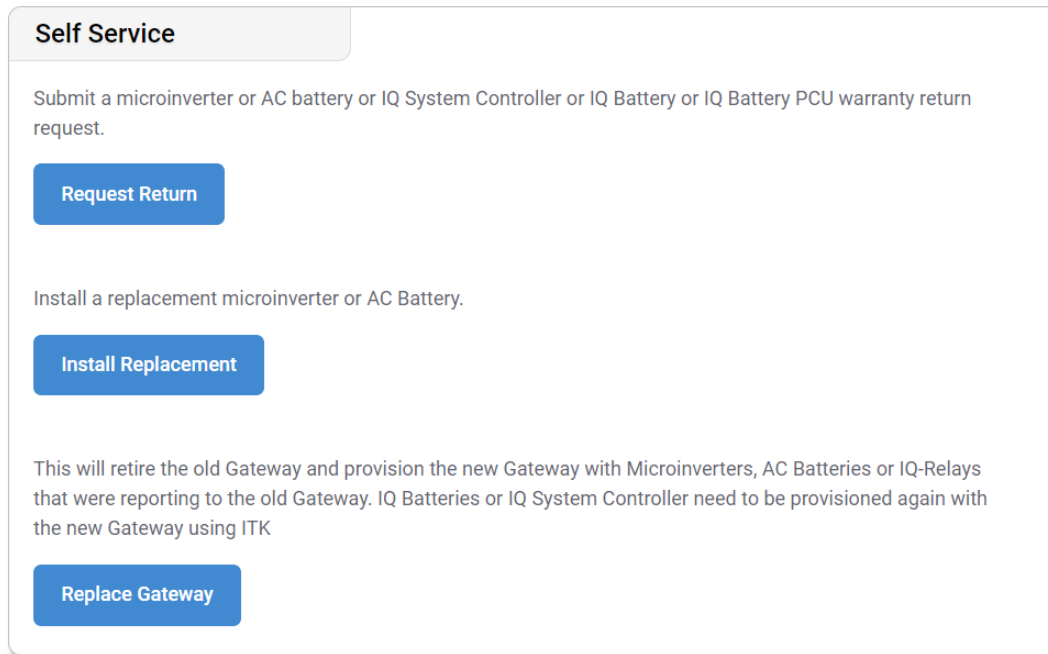 Self Service
Submit a microinverter or AC battery or IQ System Controller or IQ Battery or IQ Battery PCU warranty return
request.
Request Return
Install a replacement microinverter or AC Battery.
Install Replacement
This will retire the old Gateway and provision the new Gateway with Microinverters, AC Batteries or IQ-Relays
that were reporting to the old Gateway. IQ Batteries or IQ System Controller need to be provisioned again with
the new Gateway using ITK
Replace Gateway